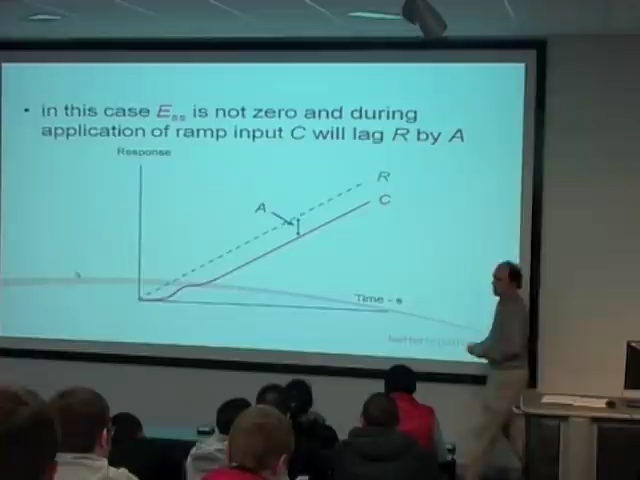 • in this case Ess is not zero and during
application of ramp input C will lag R by A
Response
R
A
C
Time - s